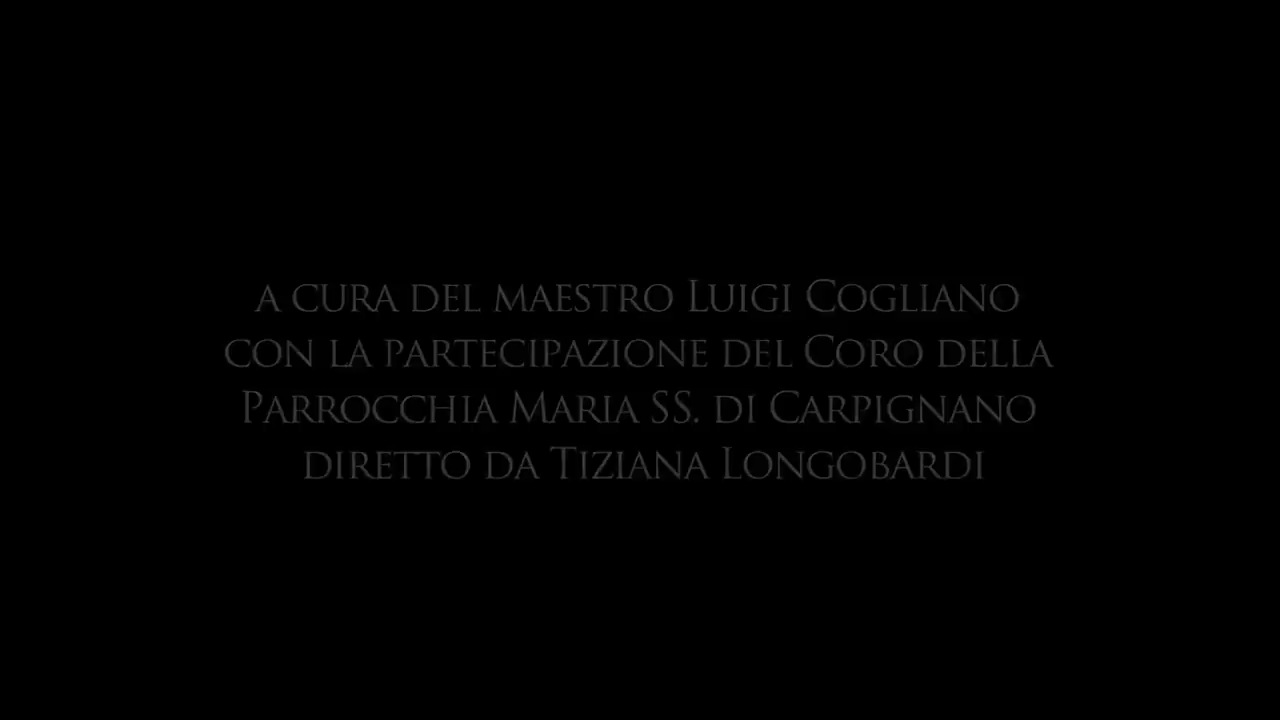 a cura del maestro Luigi Cogliano
con la partecipazione del Coro della
Parrocchia Maria SS. di Carpignano
diretto da Tiziana Longobardi